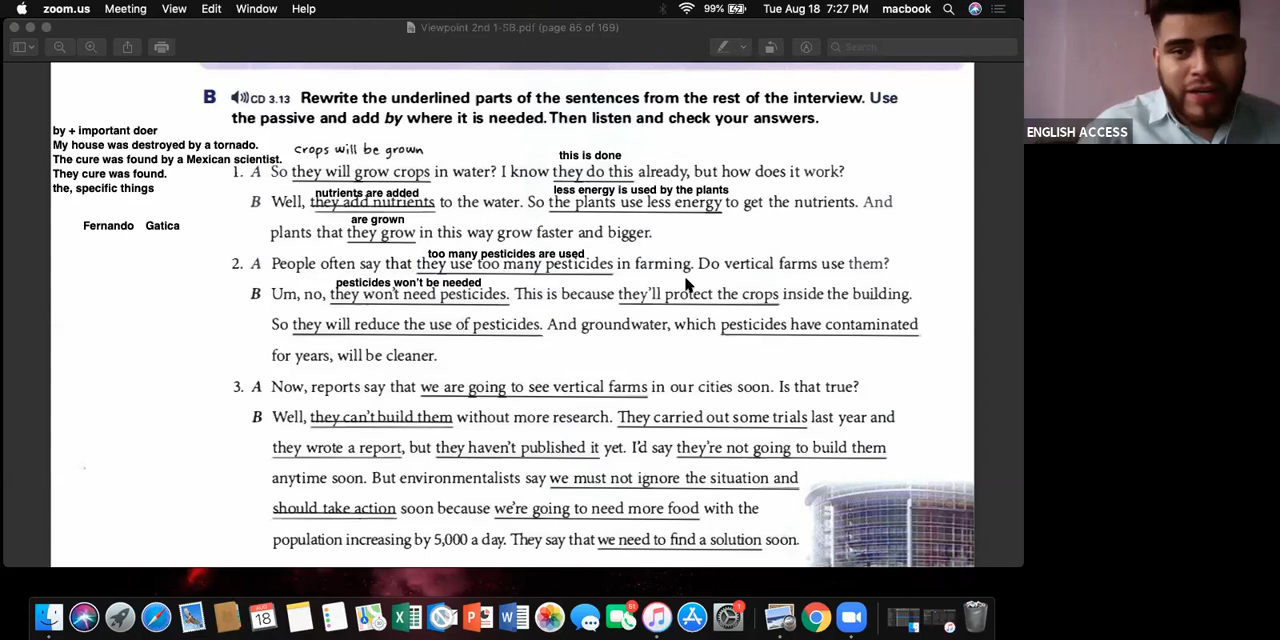 zoom.us Meeting View Edit Window Help 99% Tue Aug 18 7:27 PM macbook
Viewpoint 2nd 1-SB.pdf (page 85 of 169)
Search
B CD 3.13 Rewrite the underlined parts of the sentences from the rest of the interview. Use
the passive and add by where it is needed. Then listen and check your answers.
by + important doer
My house was destroyed by a tornado.
The cure was found by a Mexican scientist.
They cure was found.
the, specific things
Fernando Gatica
crops will be grown
this is done
1. A So they will grow crops in water? I know they do this already, but how does it work?
nutrients are added
less energy is used by the plants
B Well, they add nutrients to the water. So the plants use less energy to get the nutrients. And
are grown
plants that they grow in this way grow faster and bigger.
too many pesticides are used
2. A People often say that they use too many pesticides in farming. Do vertical farms use them?
pesticides won't be needed
B Um, no, they won't need pesticides. This is because they'll protect the crops inside the building.
So they will reduce the use of pesticides. And groundwater, which pesticides have contaminated
for years, will be cleaner.
3. A Now, reports say that we are going to see vertical farms in our cities soon. Is that true?
B Well, they can't build them without more research. They carried out some trials last year and
they wrote a report, but they haven't published it yet. I'd say they're not going to build them
anytime soon. But environmentalists say we must not ignore the situation and
should take action soon because we're going to need more food with the
population increasing by 5,000 a day. They say that we need to find a solution soon.
ENGLISH ACCESS
AUG
18
51
1